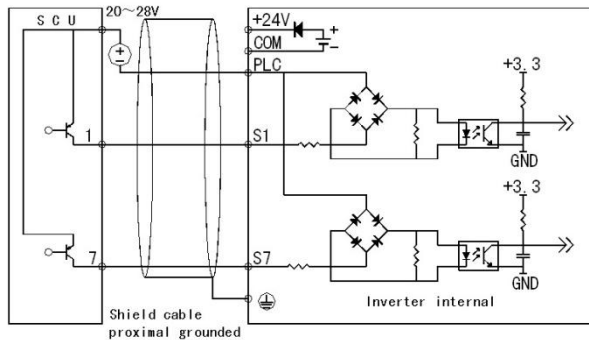 SCU
20～28V
+24V
COM
PLC
+3.3
1
S1
GND
+3.3
7
S7
GND
Shield cable
proximal grounded
Inverter internal